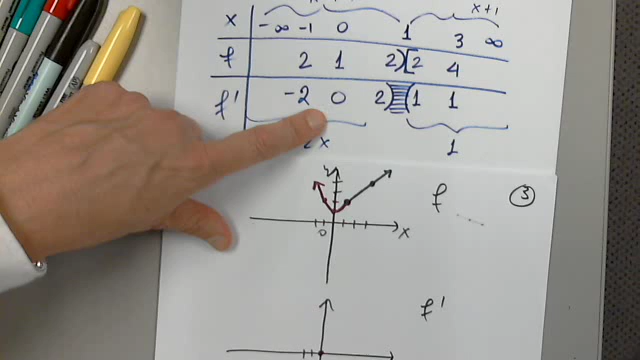 x+1
x -∞ -1 0 1 3 ∞
f 2 1 2) [2 4
f' -2 0 2) (1 1
2x 1
y
f ③
0 x
f'